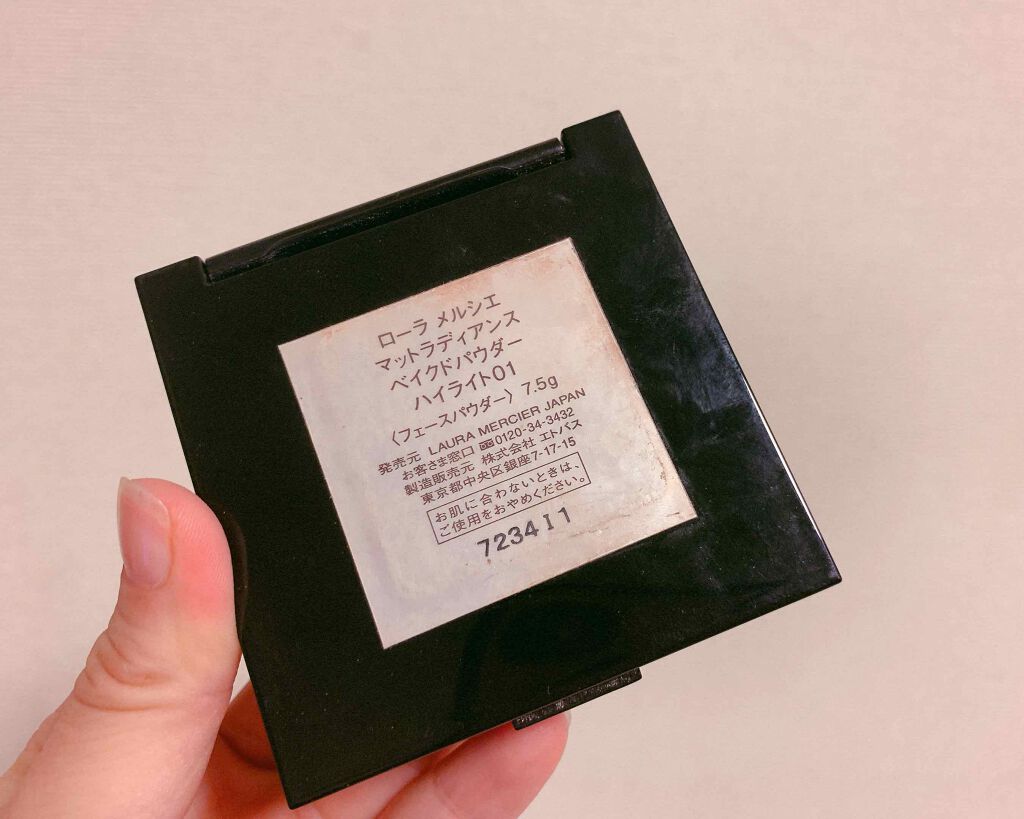 ローラ メルシエ
マットラディアンス
ベイクドパウダー
ハイライト01
〈フェースパウダー〉 7.5g
発売元 LAURA MERCIER JAPAN
お客さま窓口 0120-34-3432
製造販売元 株式会社 エトバス
東京都中央区銀座7-17-15
お肌に合わないときは、
ご使用をおやめください。
7234I1